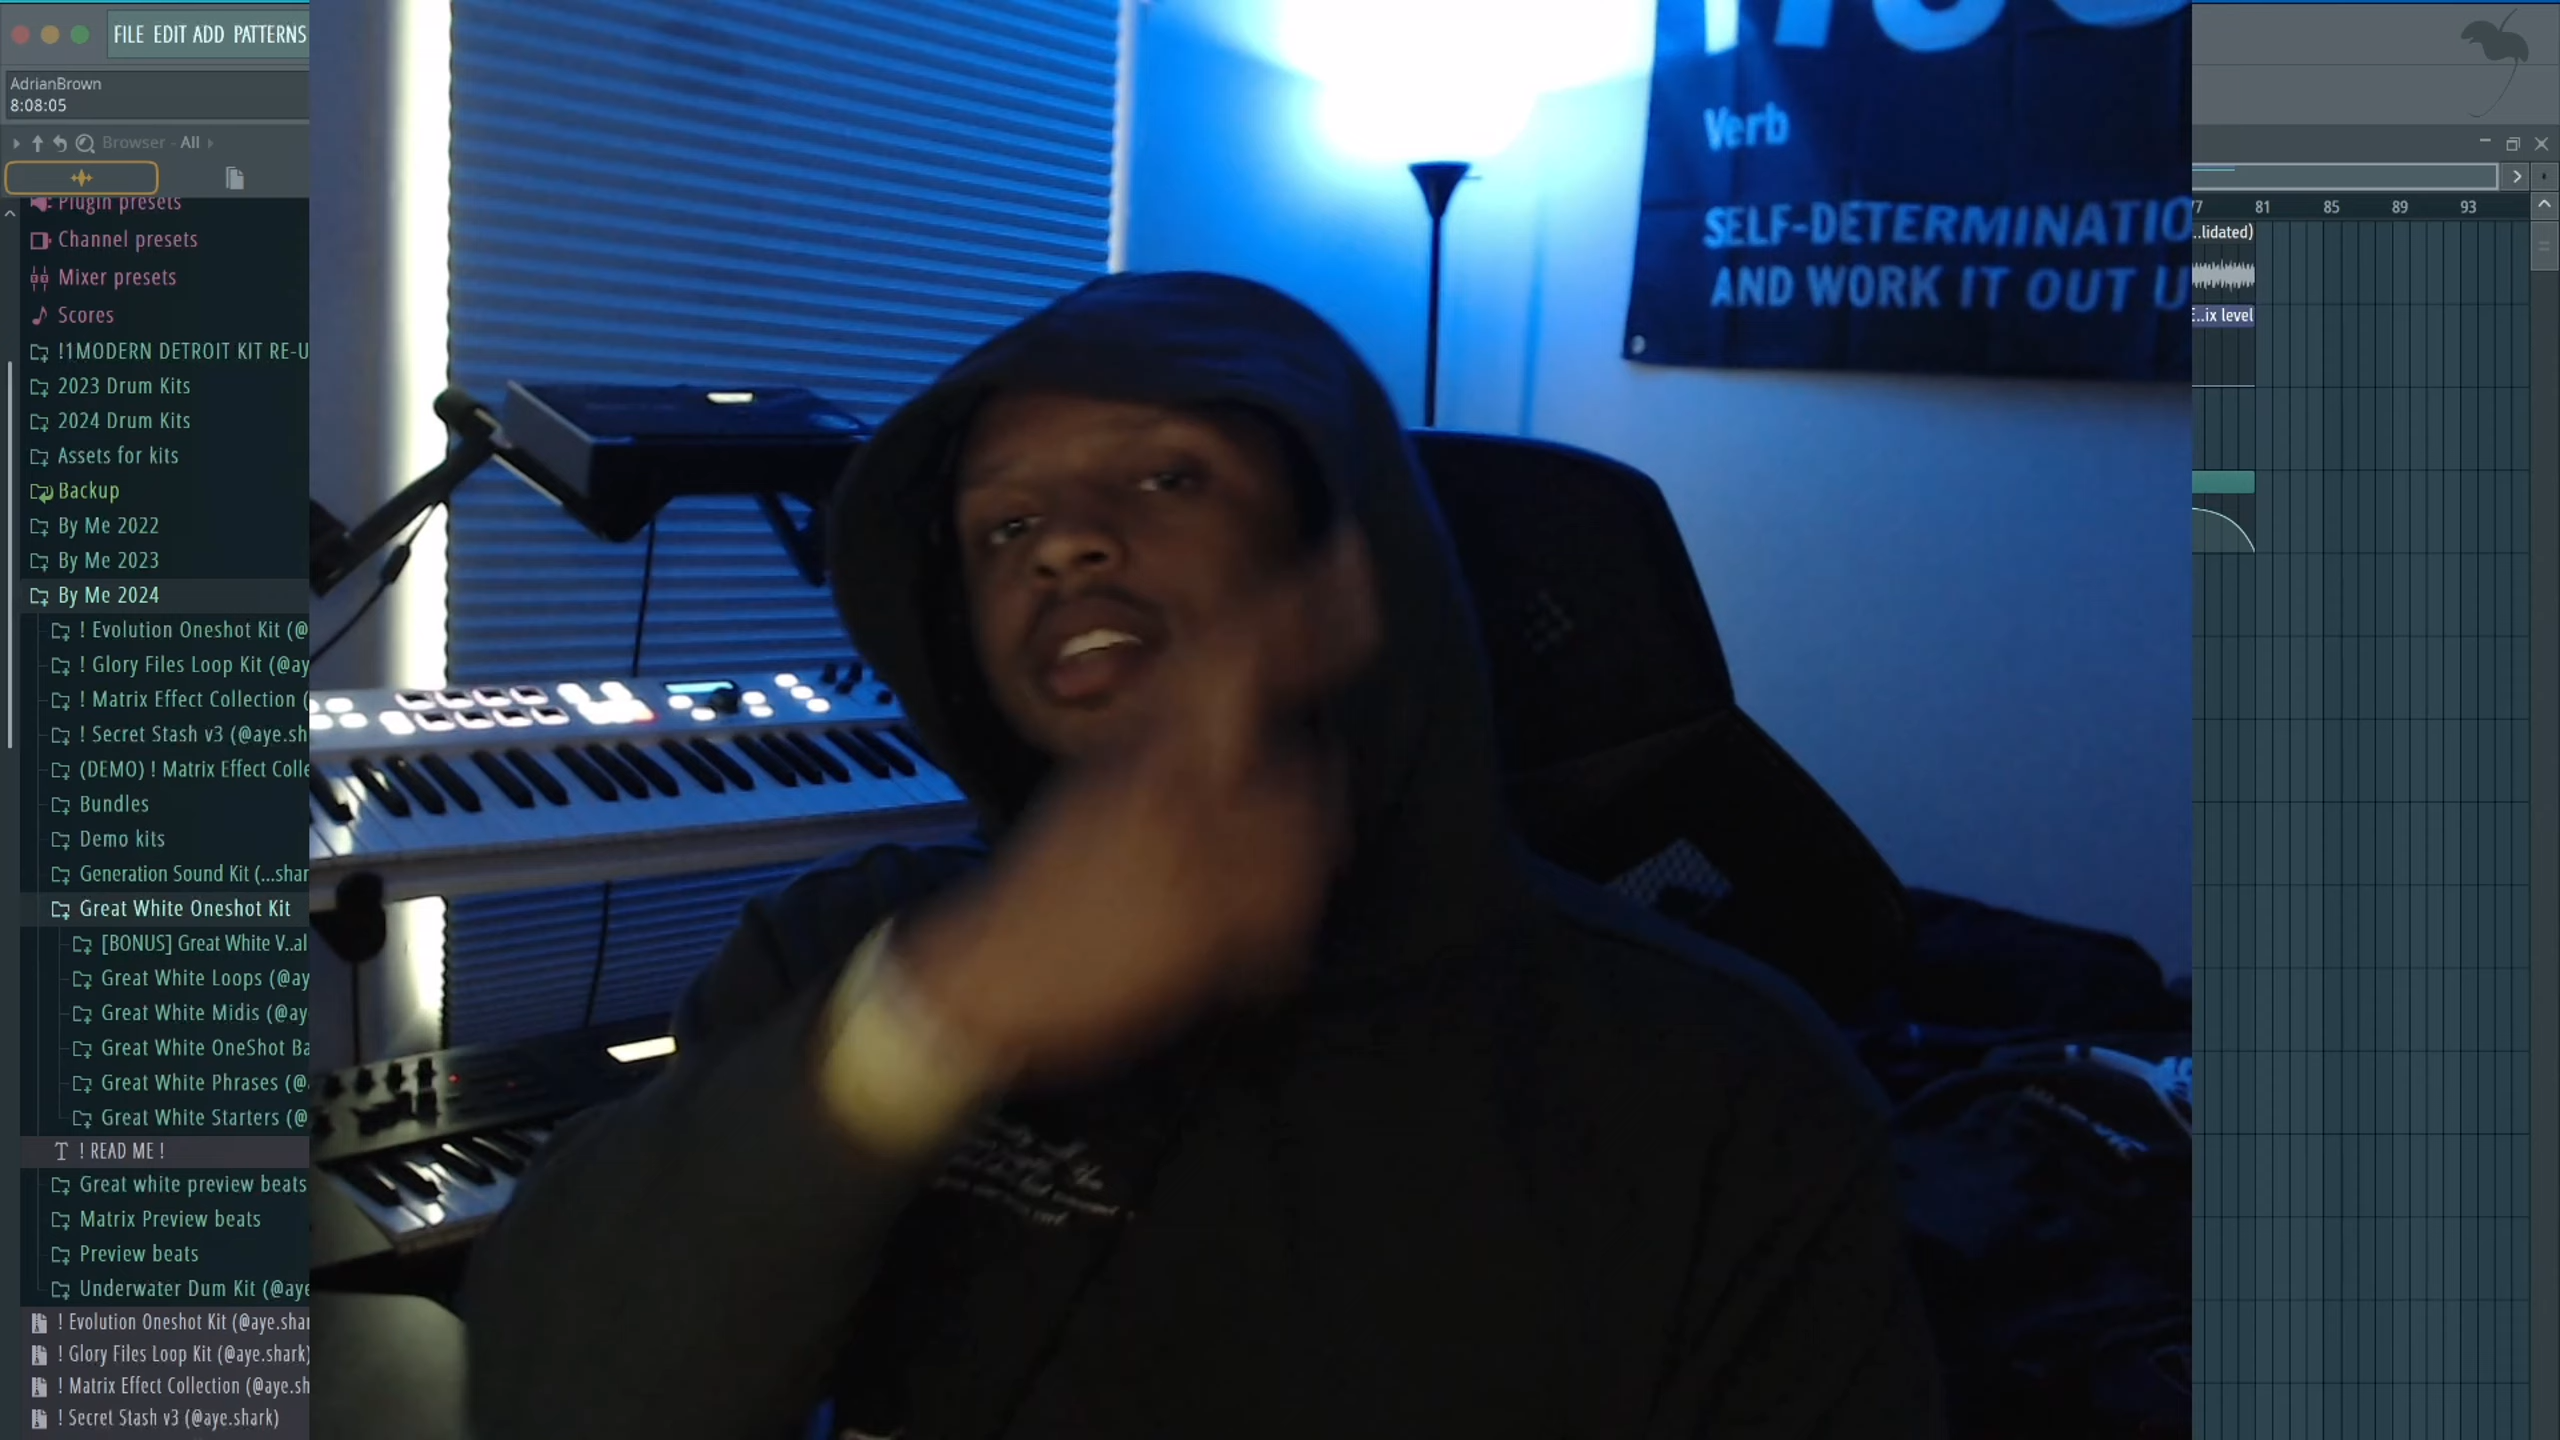 FILE EDIT ADD PATTERNS
AdrianBrown
8:08:05
Browser - All
Plugin presets
Channel presets
Mixer presets
Scores
!1MODERN DETROIT KIT RE-U
2023 Drum Kits
2024 Drum Kits
Assets for kits
Backup
By Me 2022
By Me 2023
By Me 2024
! Evolution Oneshot Kit (@
! Glory Files Loop Kit (@ay
! Matrix Effect Collection (
! Secret Stash v3 (@aye.sh
(DEMO) ! Matrix Effect Colle
Bundles
Demo kits
Generation Sound Kit (...shar
Great White Oneshot Kit
[BONUS] Great White V..al
Great White Loops (@ay
Great White Midis (@ay
Great White OneShot Ba
Great White Phrases (@
Great White Starters (@
! READ ME !
Great white preview beats
Matrix Preview beats
Preview beats
Underwater Dum Kit (@aye
! Evolution Oneshot Kit (@aye.shar
! Glory Files Loop Kit (@aye.shark)
! Matrix Effect Collection (@aye.sh
! Secret Stash v3 (@aye.shark)
Verb
SELF-DETERMINATIO
AND WORK IT OUT U
77 81 85 89 93
..lidated)
E..ix level